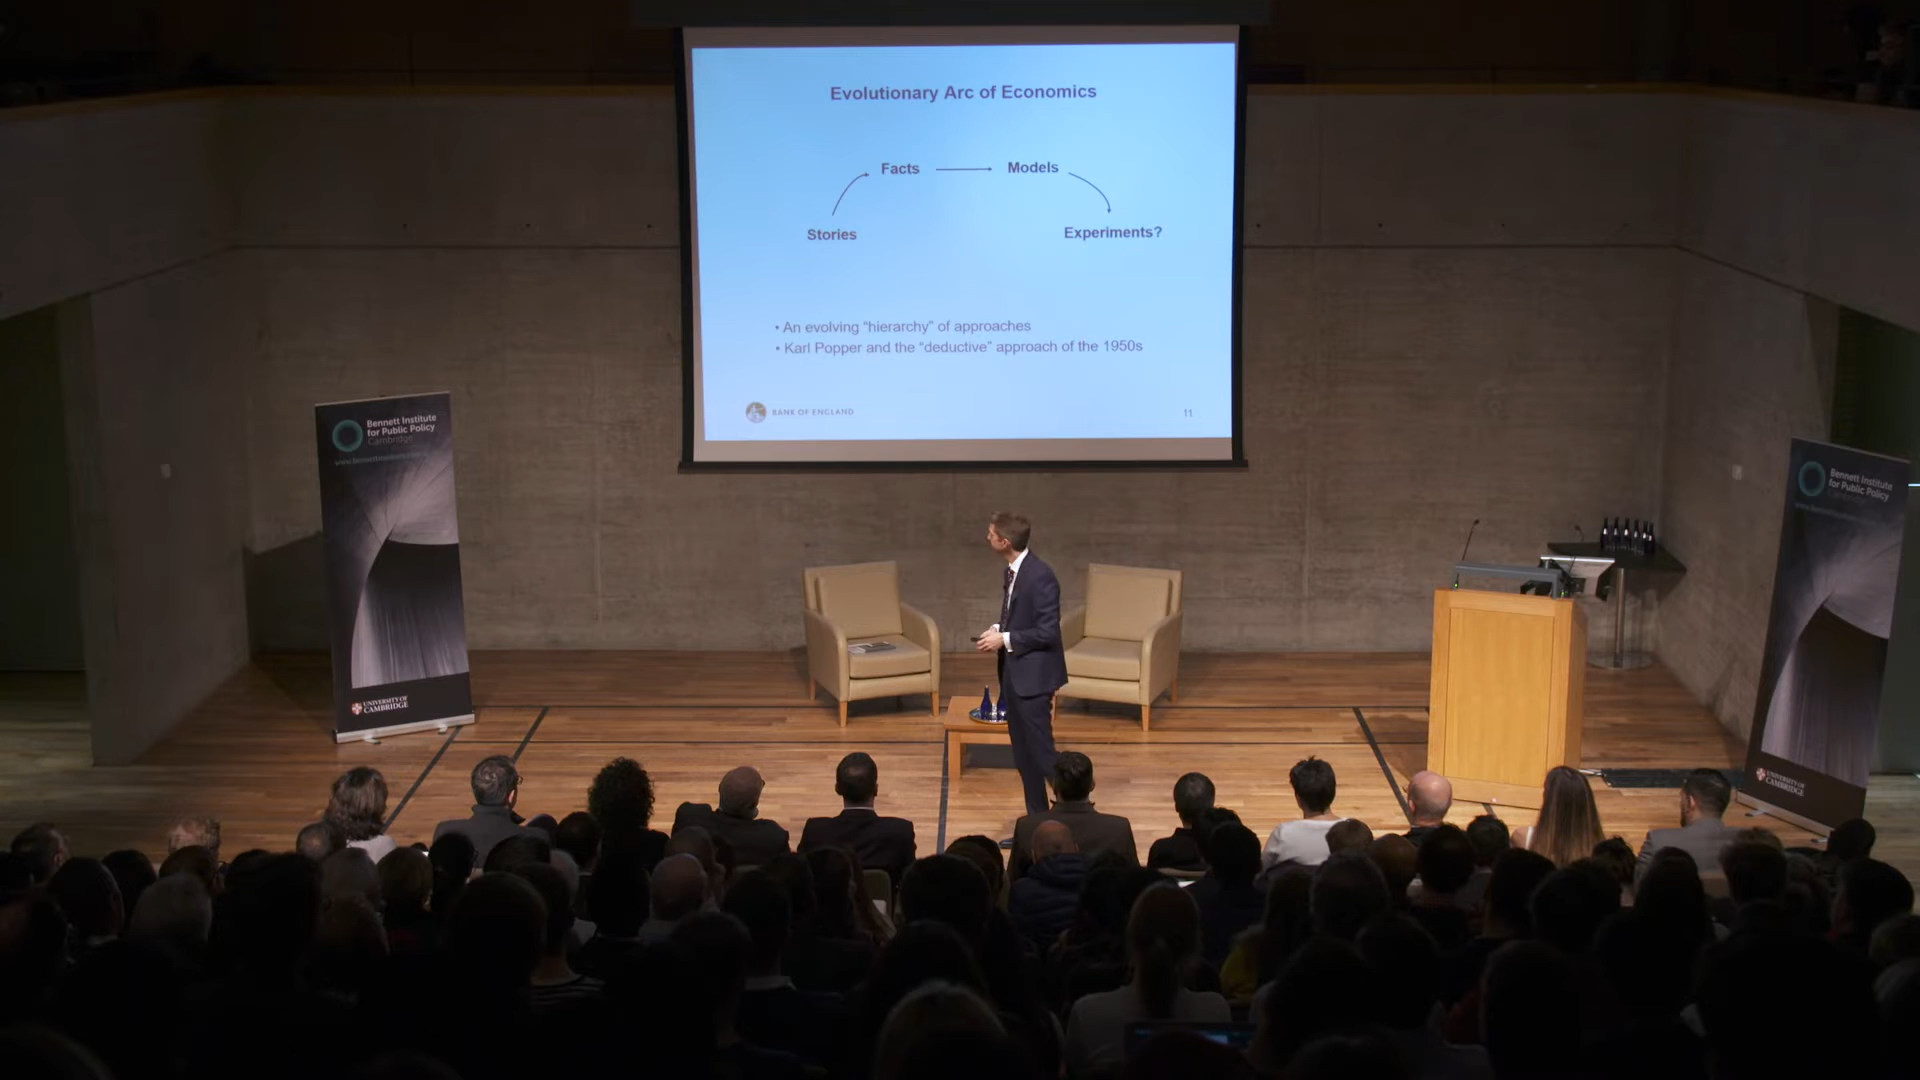 Evolutionary Arc of Economics
Facts
Models
Stories
Experiments?
• An evolving “hierarchy” of approaches
• Karl Popper and the “deductive” approach of the 1950s
BANK OF ENGLAND
11
Bennett Institute
for Public Policy
Cambridge
UNIVERSITY OF
CAMBRIDGE
Bennett Institute
for Public Policy
Cambridge
UNIVERSITY OF
CAMBRIDGE